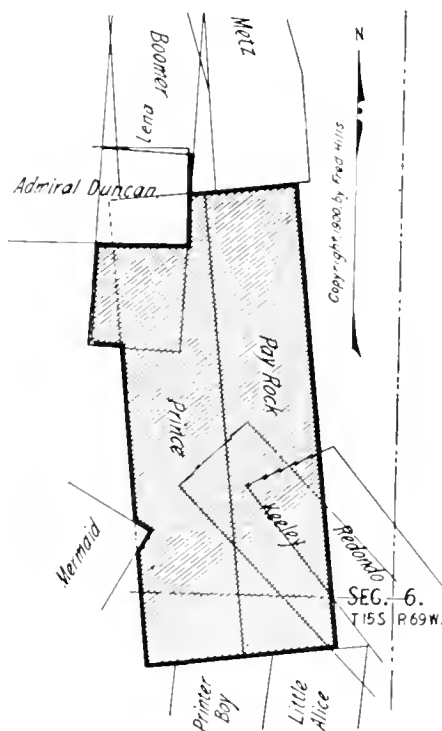 Boomer
Lena
Metz
N
Admiral Duncan.
Copyright, 1900, by Fred Hills
Pay Rock
Prince
Keeley
Redondo
Mermaid
SEC. 6.
T15S R69W.
Printer
Boy
Little
Alice